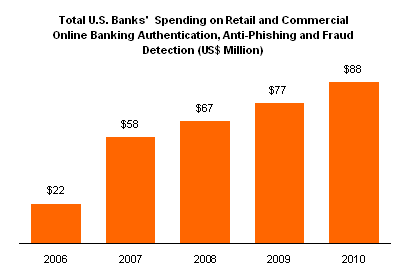 Total U.S. Banks' Spending on Retail and Commercial
Online Banking Authentication, Anti-Phishing and Fraud
Detection (US$ Million)
$88
$77
$67
$58
$22
2006 2007 2008 2009 2010